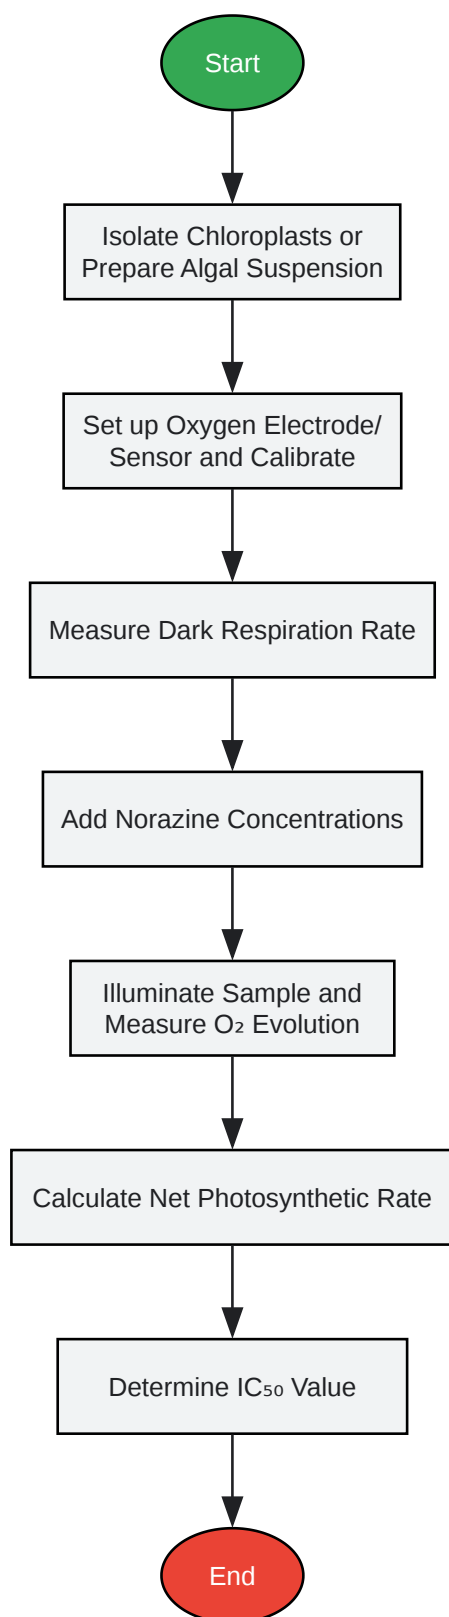 Start
Isolate Chloroplasts or
Prepare Algal Suspension
Set up Oxygen Electrode/
Sensor and Calibrate
Measure Dark Respiration Rate
Add Norazine Concentrations
Illuminate Sample and
Measure O₂ Evolution
Calculate Net Photosynthetic Rate
Determine IC₅₀ Value
End